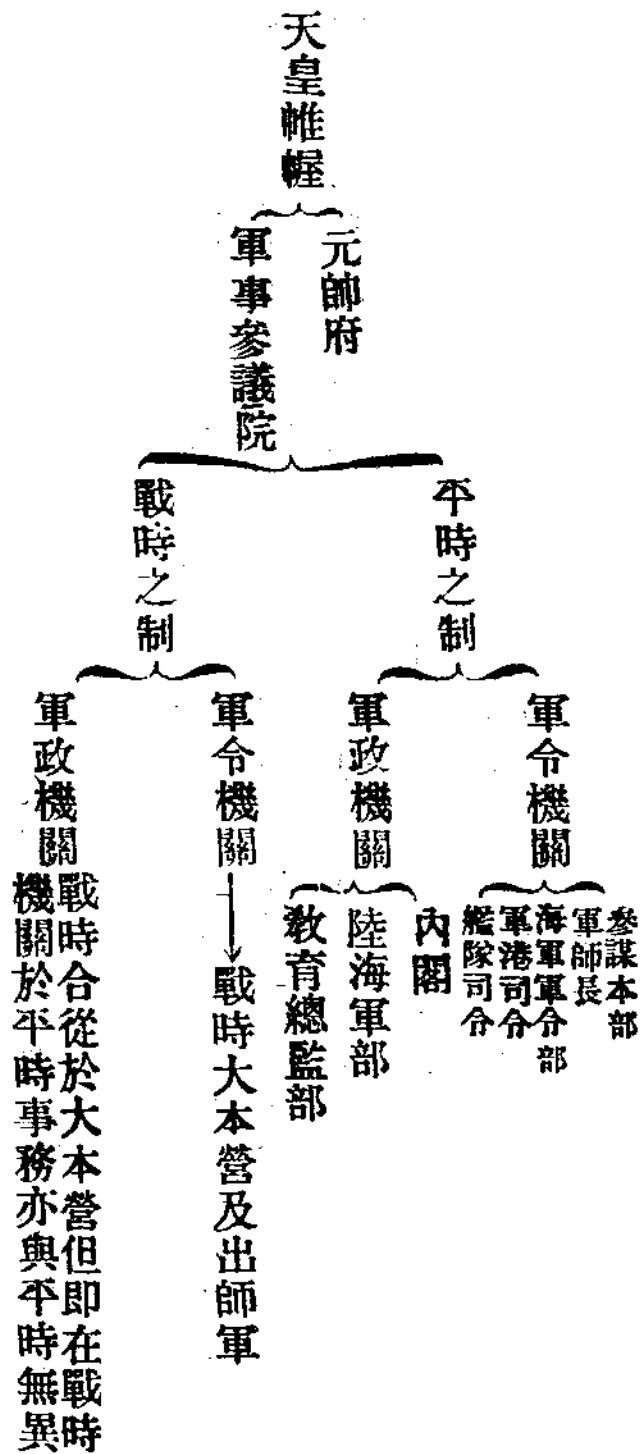 天皇帷幄
元帥府
軍事參議院
平時之制
軍令機關
參謀本部
軍師長
海軍軍令部
軍港司令
艦隊司令
軍政機關
內閣
陸海軍部
教育總監部
戰時之制
軍令機關
戰時大本營及出師軍
軍政機關
戰時合從於大本營但即在戰時
機關於平時事務亦與平時無異